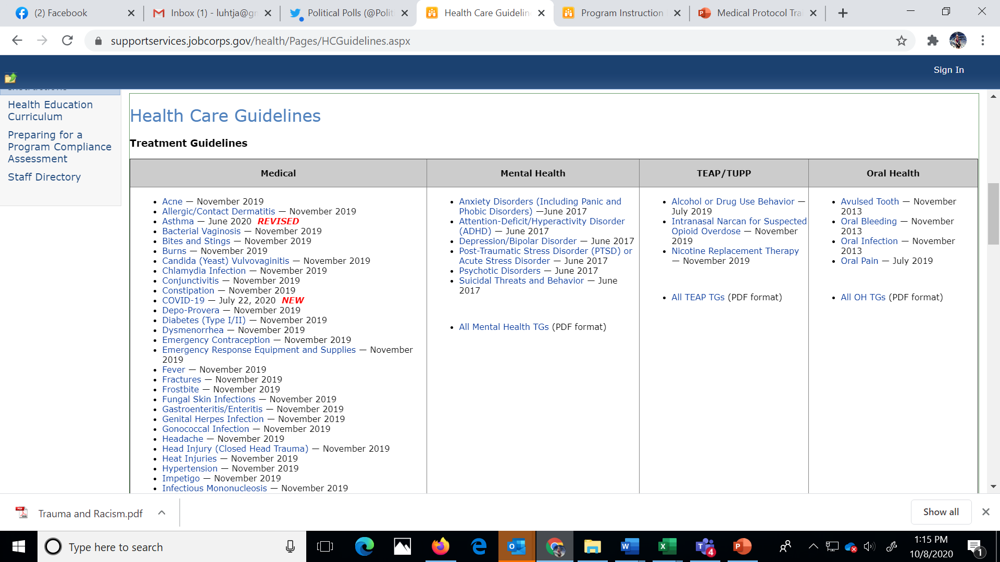 (2) Facebook
Inbox (1) - luhtja@gm
Political Polls (@Polit
Health Care Guideline
Program Instruction
Medical Protocol Trai
supportservices.jobcorps.gov/health/Pages/HCGuidelines.aspx
Sign In
Instructions
Health Education
Curriculum
Preparing for a
Program Compliance
Assessment
Staff Directory
Health Care Guidelines
Treatment Guidelines
Medical
• Acne — November 2019
• Allergic/Contact Dermatitis — November 2019
• Asthma — June 2020 REVISED
• Bacterial Vaginosis — November 2019
• Bites and Stings — November 2019
• Burns — November 2019
• Candida (Yeast) Vulvovaginitis — November 2019
• Chlamydia Infection — November 2019
• Conjunctivitis — November 2019
• Constipation — November 2019
• COVID-19 — July 22, 2020 NEW
• Depo-Provera — November 2019
• Diabetes (Type I/II) — November 2019
• Dysmenorrhea — November 2019
• Emergency Contraception — November 2019
• Emergency Response Equipment and Supplies — November
2019
• Fever — November 2019
• Fractures — November 2019
• Frostbite — November 2019
• Fungal Skin Infections — November 2019
• Gastroenteritis/Enteritis — November 2019
• Genital Herpes Infection — November 2019
• Gonococcal Infection — November 2019
• Headache — November 2019
• Head Injury (Closed Head Trauma) — November 2019
• Heat Injuries — November 2019
• Hypertension — November 2019
• Impetigo — November 2019
• Infectious Mononucleosis — November 2019
Mental Health
• Anxiety Disorders (Including Panic and
Phobic Disorders) —June 2017
• Attention-Deficit/Hyperactivity Disorder
(ADHD) — June 2017
• Depression/Bipolar Disorder — June 2017
• Post-Traumatic Stress Disorder (PTSD) or
Acute Stress Disorder — June 2017
• Psychotic Disorders — June 2017
• Suicidal Threats and Behavior — June
2017
• All Mental Health TGs (PDF format)
TEAP/TUPP
• Alcohol or Drug Use Behavior —
July 2019
• Intranasal Narcan for Suspected
Opioid Overdose — November
2019
• Nicotine Replacement Therapy
— November 2019
• All TEAP TGs (PDF format)
Oral Health
• Avulsed Tooth — November
2013
• Oral Bleeding — November
2013
• Oral Infection — November
2013
• Oral Pain — July 2019
• All OH TGs (PDF format)
Trauma and Racism.pdf
Show all
Type here to search
4
1:15 PM
10/8/2020
1